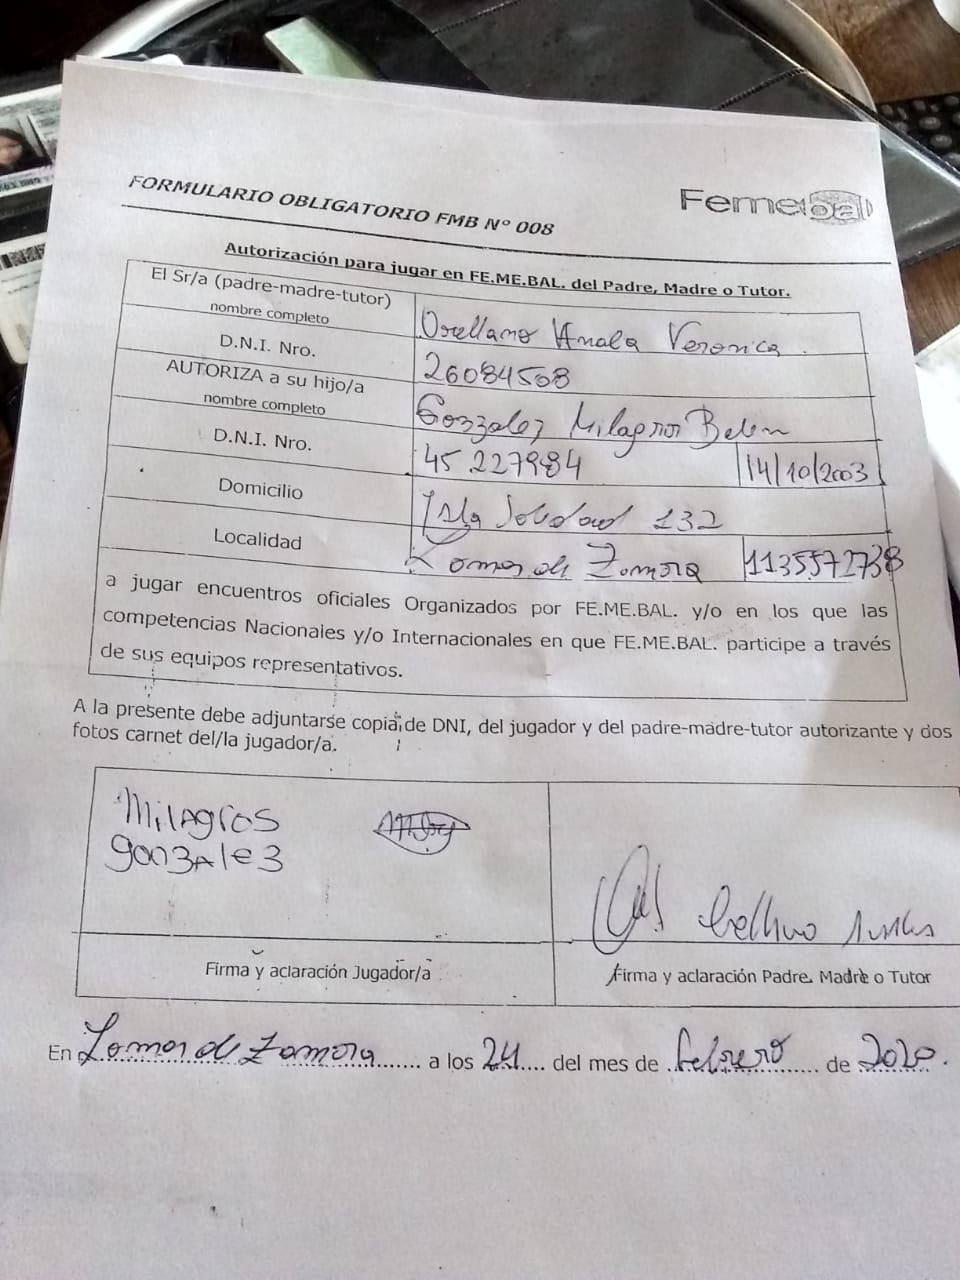 FORMULARIO OBLIGATORIO FMB Nº 008
Femebal
Autorización para jugar en FE.ME.BAL. del Padre, Madre o Tutor.
El Sr/a (padre-madre-tutor)
nombre completo
Orellano Analia Veronica
D.N.I. Nro.
26084568
AUTORIZA a su hijo/a
nombre completo
Gonzalez Milagros Belen
D.N.I. Nro.
45 227984
14/10/2003
Domicilio
Isla Soledad 132
Localidad
Lomas de Zamora
1135572738
a jugar encuentros oficiales Organizados por FE.ME.BAL. y/o en los que las
competencias Nacionales y/o Internacionales en que FE.ME.BAL. participe a través
de sus equipos representativos.
A la presente debe adjuntarse copia de DNI, del jugador y del padre-madre-tutor autorizante y dos
fotos carnet del/la jugador/a.
MilAgros
gonzAlez
Firma y aclaración Jugador/a
Firma y aclaración Padre. Madre o Tutor
En Lomas de Zamora a los 24 del mes de febrero de 2020.